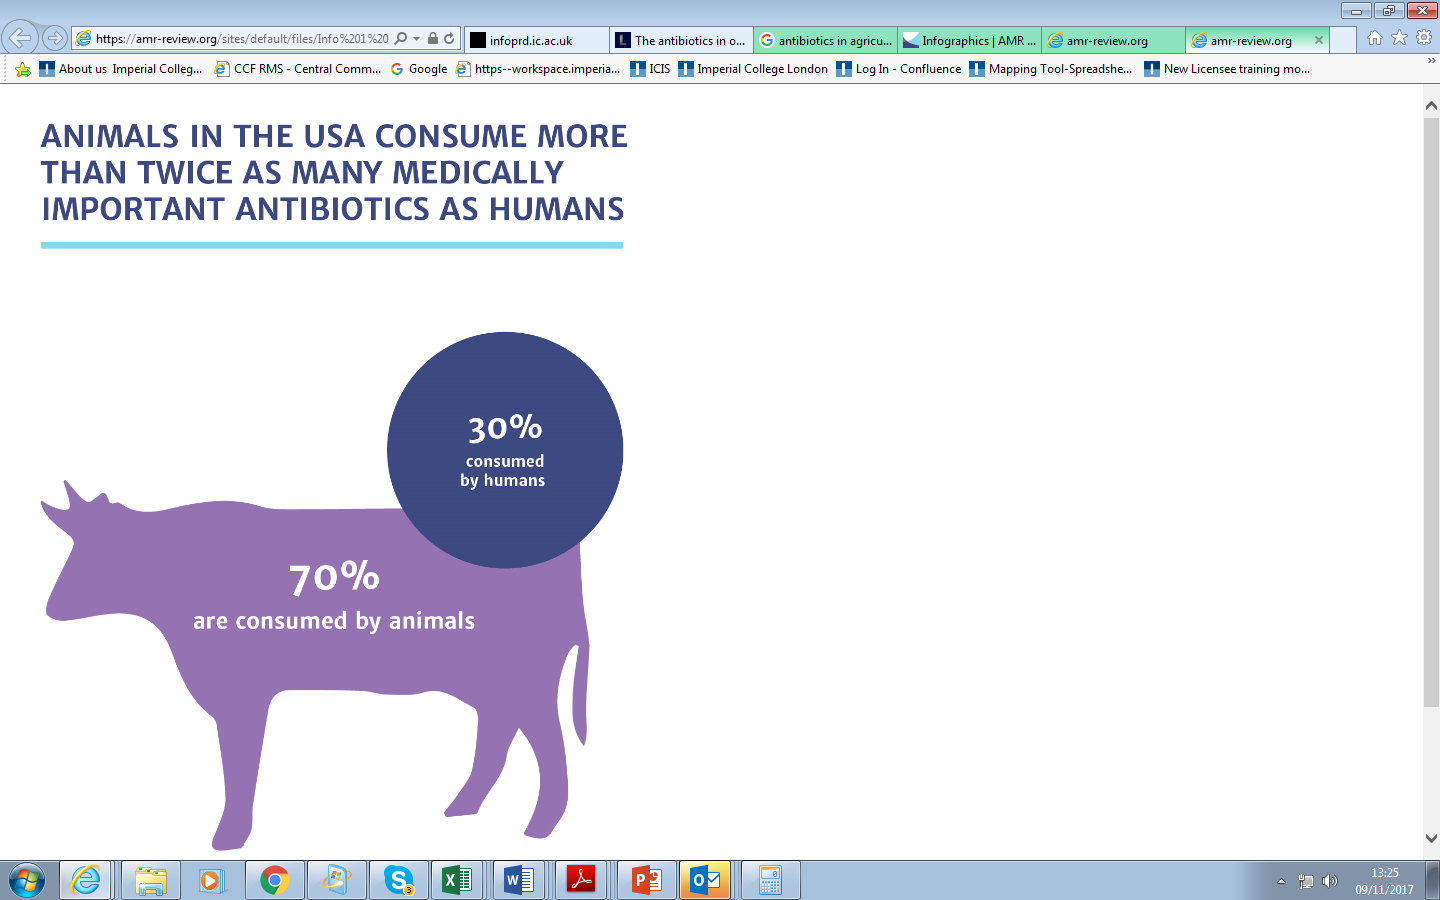 https://amr-review.org/sites/default/files/Info%201%20
infoprd.ic.ac.uk
The antibiotics in o...
antibiotics in agricu...
Infographics | AMR ...
amr-review.org
amr-review.org
About us  Imperial Colleg...
CCF RMS - Central Comm...
Google
https--workspace.imperia...
ICIS
Imperial College London
Log In - Confluence
Mapping Tool-Spreadshe...
New Licensee training mo...
ANIMALS IN THE USA CONSUME MORE
THAN TWICE AS MANY MEDICALLY
IMPORTANT ANTIBIOTICS AS HUMANS
30%
consumed
by humans
70%
are consumed by animals
13:25
09/11/2017